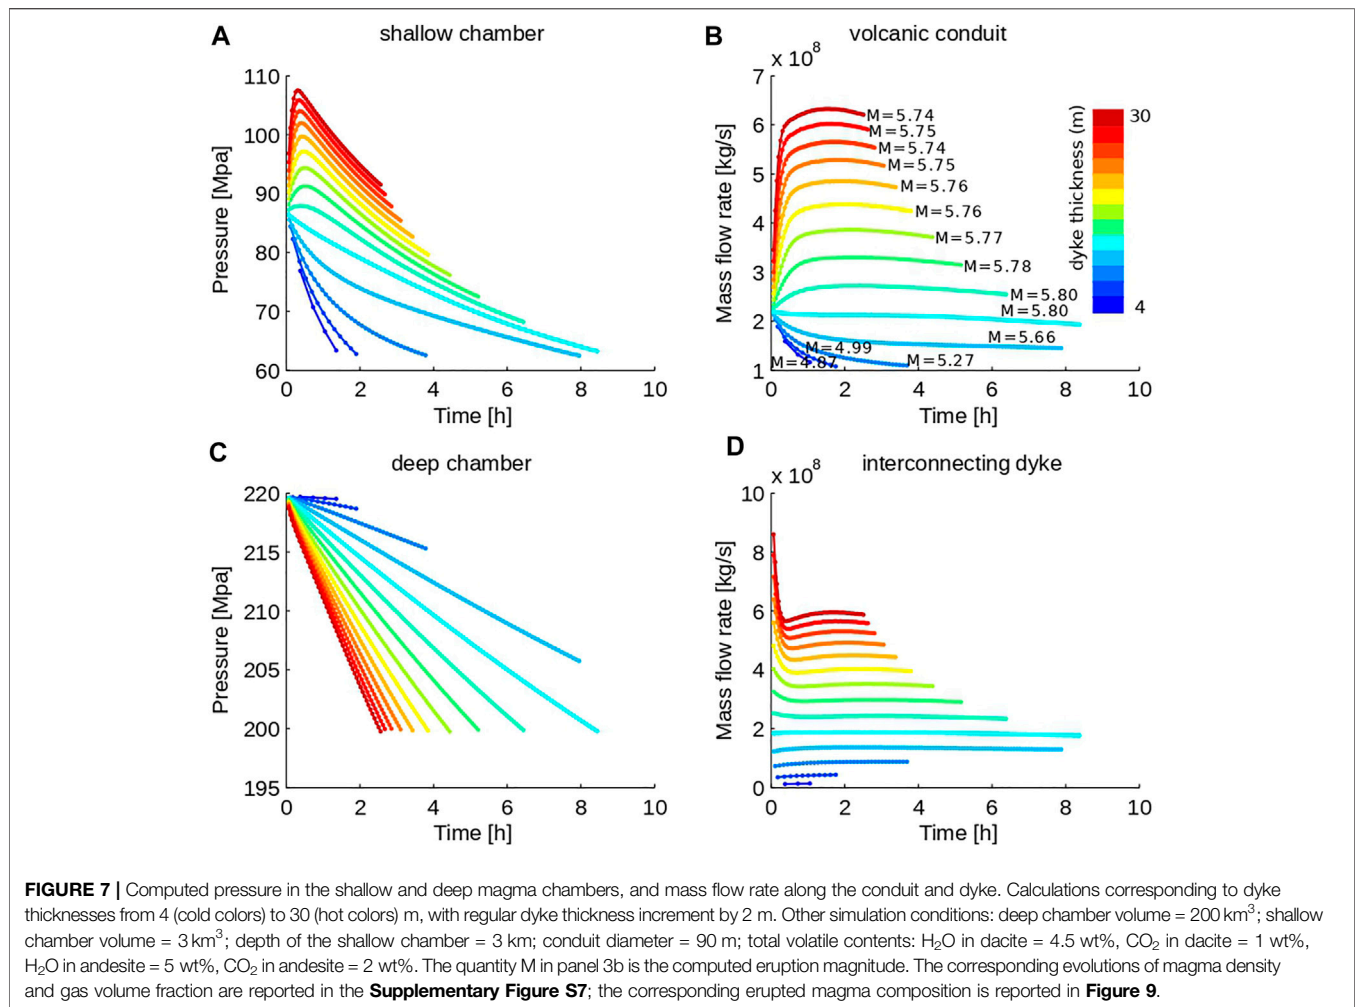 A
shallow chamber
110
100
90
80
70
60
Pressure [Mpa]
0 2 4 6 8 10
Time [h]
B
volcanic conduit
x 10⁸
7
6
5
4
3
2
1
Mass flow rate [kg/s]
M=5.74
M=5.75
M=5.74
M=5.75
M=5.76
M=5.76
M=5.77
M=5.78
M=5.80
M=5.80
M=5.66
M=4.99
M=5.27
M=4.87
0 2 4 6 8 10
Time [h]
dyke thickness (m)
30
4
C
deep chamber
220
215
210
205
200
195
Pressure [Mpa]
0 2 4 6 8 10
Time [h]
D
interconnecting dyke
x 10⁸
10
8
6
4
2
0
Mass flow rate [kg/s]
0 2 4 6 8 10
Time [h]
FIGURE 7 | Computed pressure in the shallow and deep magma chambers, and mass flow rate along the conduit and dyke. Calculations corresponding to dyke
thicknesses from 4 (cold colors) to 30 (hot colors) m, with regular dyke thickness increment by 2 m. Other simulation conditions: deep chamber volume = 200 km³; shallow
chamber volume = 3 km³; depth of the shallow chamber = 3 km; conduit diameter = 90 m; total volatile contents: H₂O in dacite = 4.5 wt%, CO₂ in dacite = 1 wt%,
H₂O in andesite = 5 wt%, CO₂ in andesite = 2 wt%. The quantity M in panel 3b is the computed eruption magnitude. The corresponding evolutions of magma density
and gas volume fraction are reported in the Supplementary Figure S7; the corresponding erupted magma composition is reported in Figure 9.